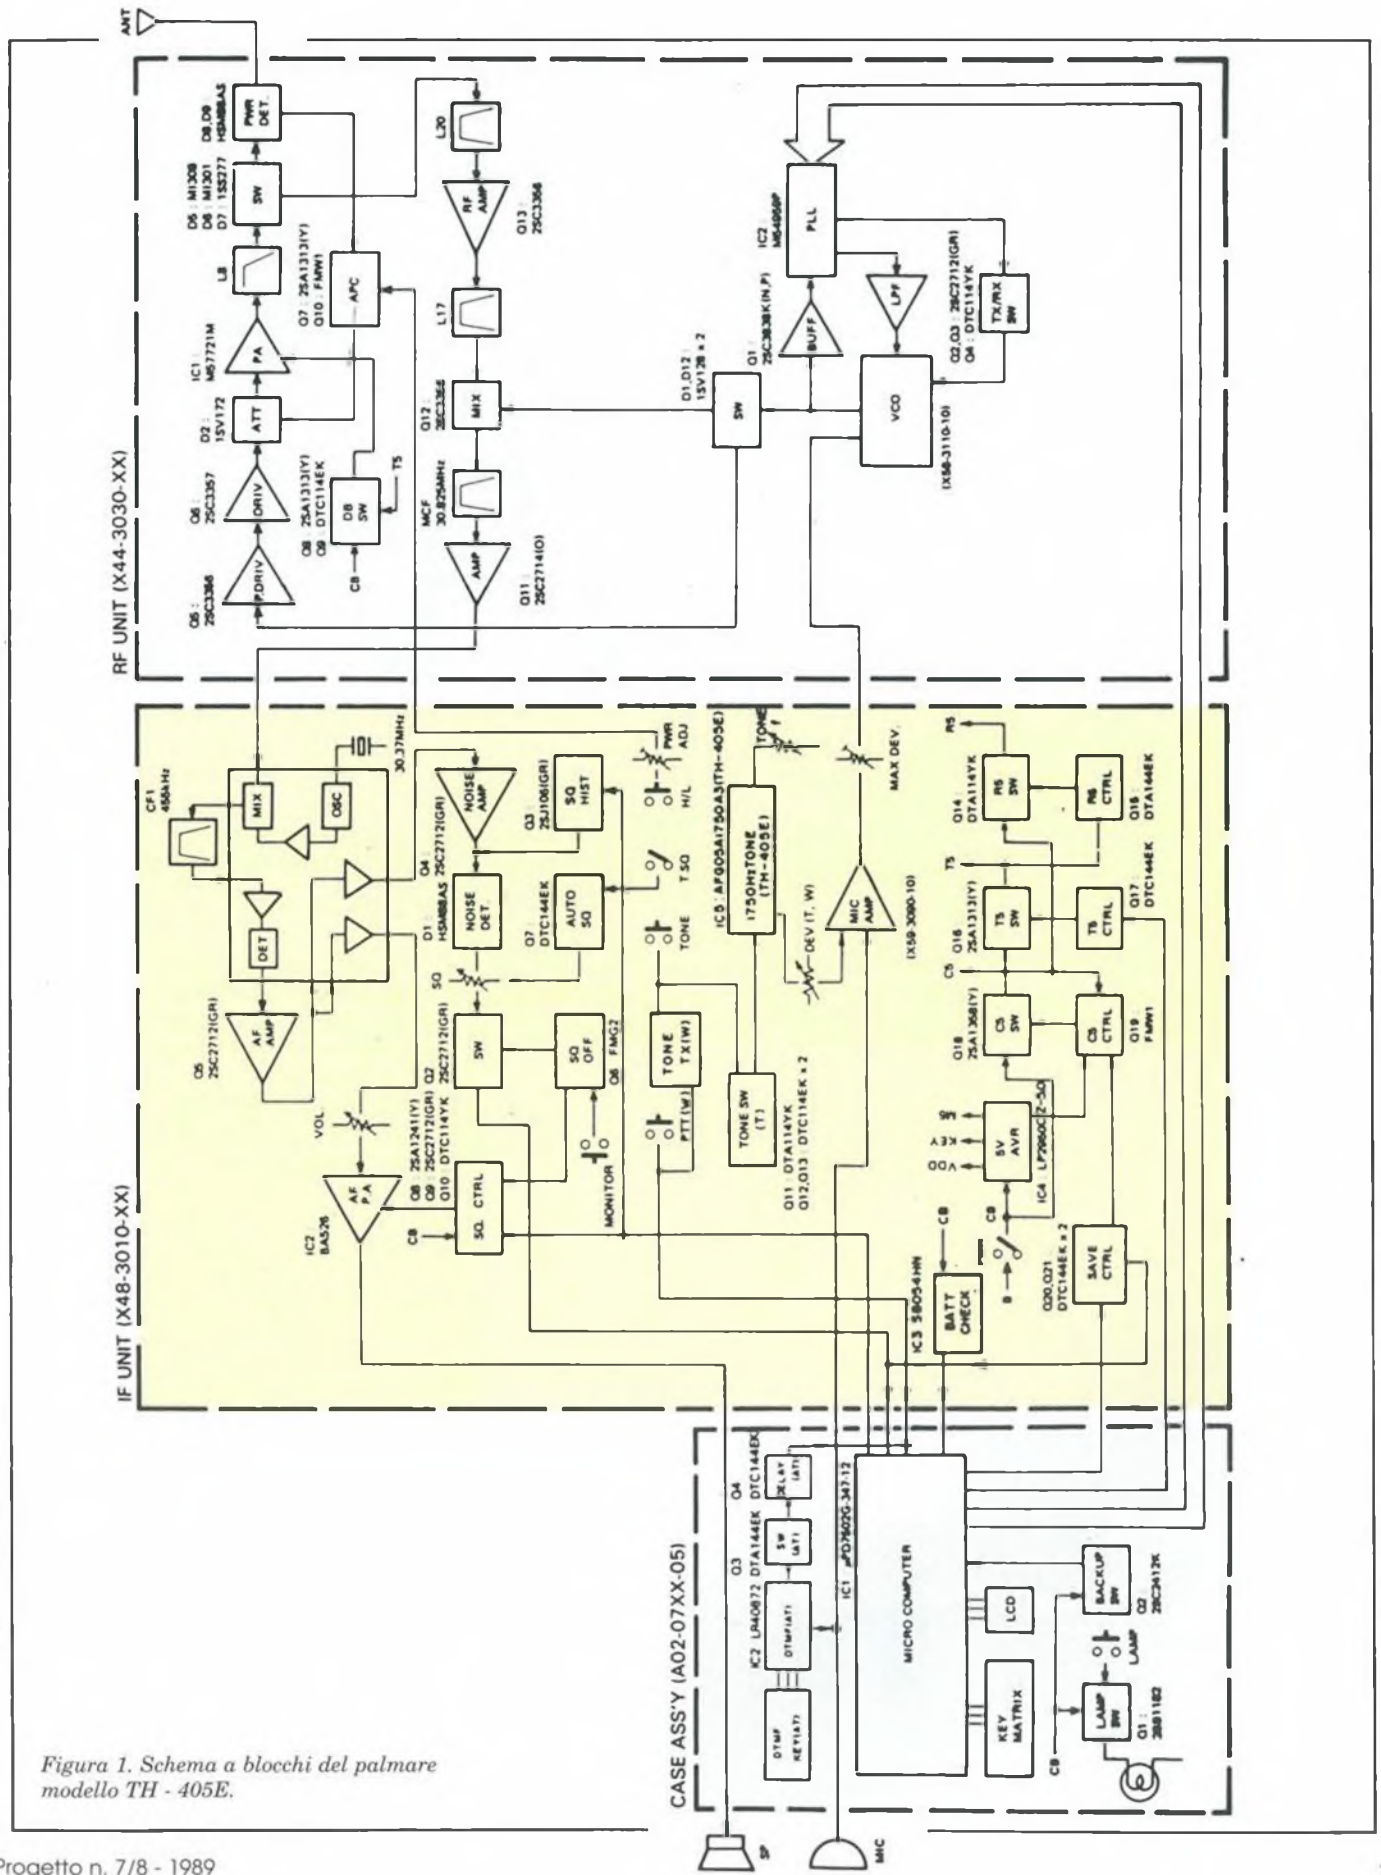 ANT
RF UNIT (X44-3030-XX)
D8,D9
HSM88AS
PWR
DET.
D5 : MI308
D6 : MI301
D7 : 1SS277
SW
L8
IC1 :
M57721M
PA
D2 :
1SV172
ATT
Q6 :
2SC3357
DRIV
Q5 :
2SC3356
P.DRIV
Q7 : 2SA1313(Y)
Q10 : FMW1
APC
Q8 : 2SA1313(Y)
Q9 : DTC114EK
DB
SW
T5
CB
L20
RF
AMP
Q13 :
2SC3356
L17
Q12 :
2SC3356
MIX
MCF
30.825MHz
AMP
Q11 :
2SC2714(O)
D1,D12 :
1SV128 x 2
SW
Q1 :
2SC3838K(N,P)
BUFF
IC2 :
M64959P
PLL
LPF
VCO
(X58-3110-10)
Q2,Q3 : 2SC2712(GR)
Q4 : DTC114YK
TX/RX
SW
IF UNIT (X48-3010-XX)
CF1
455kHz
MIX
OSC
30.37MHz
DET
Q5
2SC2712(GR)
AF
AMP
VOL
IC2 :
BA526
AF
P.A
Q4 :
2SC2712(GR)
NOISE
AMP
D1 :
HSM88AS
NOISE
DET.
Q3
2SJ106(GR)
SQ
HIST
Q7 :
DTC144EK
AUTO
SQ
SQ
Q2
2SC2712(GR)
SW
SQ
OFF
Q6 FMG2
Q8 : 2SA1241(Y)
Q9 : 2SC2712(GR)
Q10 : DTC114YK
SQ. CTRL
CB
MONITOR
PWR
ADJ
H/L
T.SQ
TONE
TONE
TX(W)
PTT(W)
TONE SW
(T)
Q11 : DTA114YK
Q12,Q13 : DTC114EK x 2
IC5 : AFG05A1750A3(TH-405E)
1750HzTONE
(TH-405E)
TONE
f
DEV (T, W)
MIC
AMP
(X59-3090-10)
MAX DEV.
R5
Q14 :
DTA114YK
R5
SW
R5
CTRL
Q15 :
DTA144EK
T5
Q16 :
2SA1313(Y)
T5
SW
T5
CTRL
Q17 :
DTC144EK
C5
Q18 :
2SA1358(Y)
C5
SW
C5
CTRL
Q19 :
FMW1
M5
KEY
VDD
5V
AVR
IC4 : LP2950CZ-5.0
CB
B
Q20,Q21
DTC144EK x 2
SAVE
CTRL
CB
IC3 SB054HN
BATT
CHECK
CASE ASS'Y (A02-07XX-05)
Q4
DTC144EK
DELAY
(AT)
Q3
DTA144EK
SW
(AT)
IC2 LR40872
DTMF(AT)
DTMF
KEY(AT)
IC1 : µPD7502G-347-12
MICRO COMPUTER
LCD
KEY
MATRIX
BACKUP
SW
Q2
2SC2412K
LAMP
LAMP
SW
Q1 :
2SB1182
CB
SP
MIC
Figura 1. Schema a blocchi del palmare
modello TH - 405E.
Progetto n. 7/8 - 1989